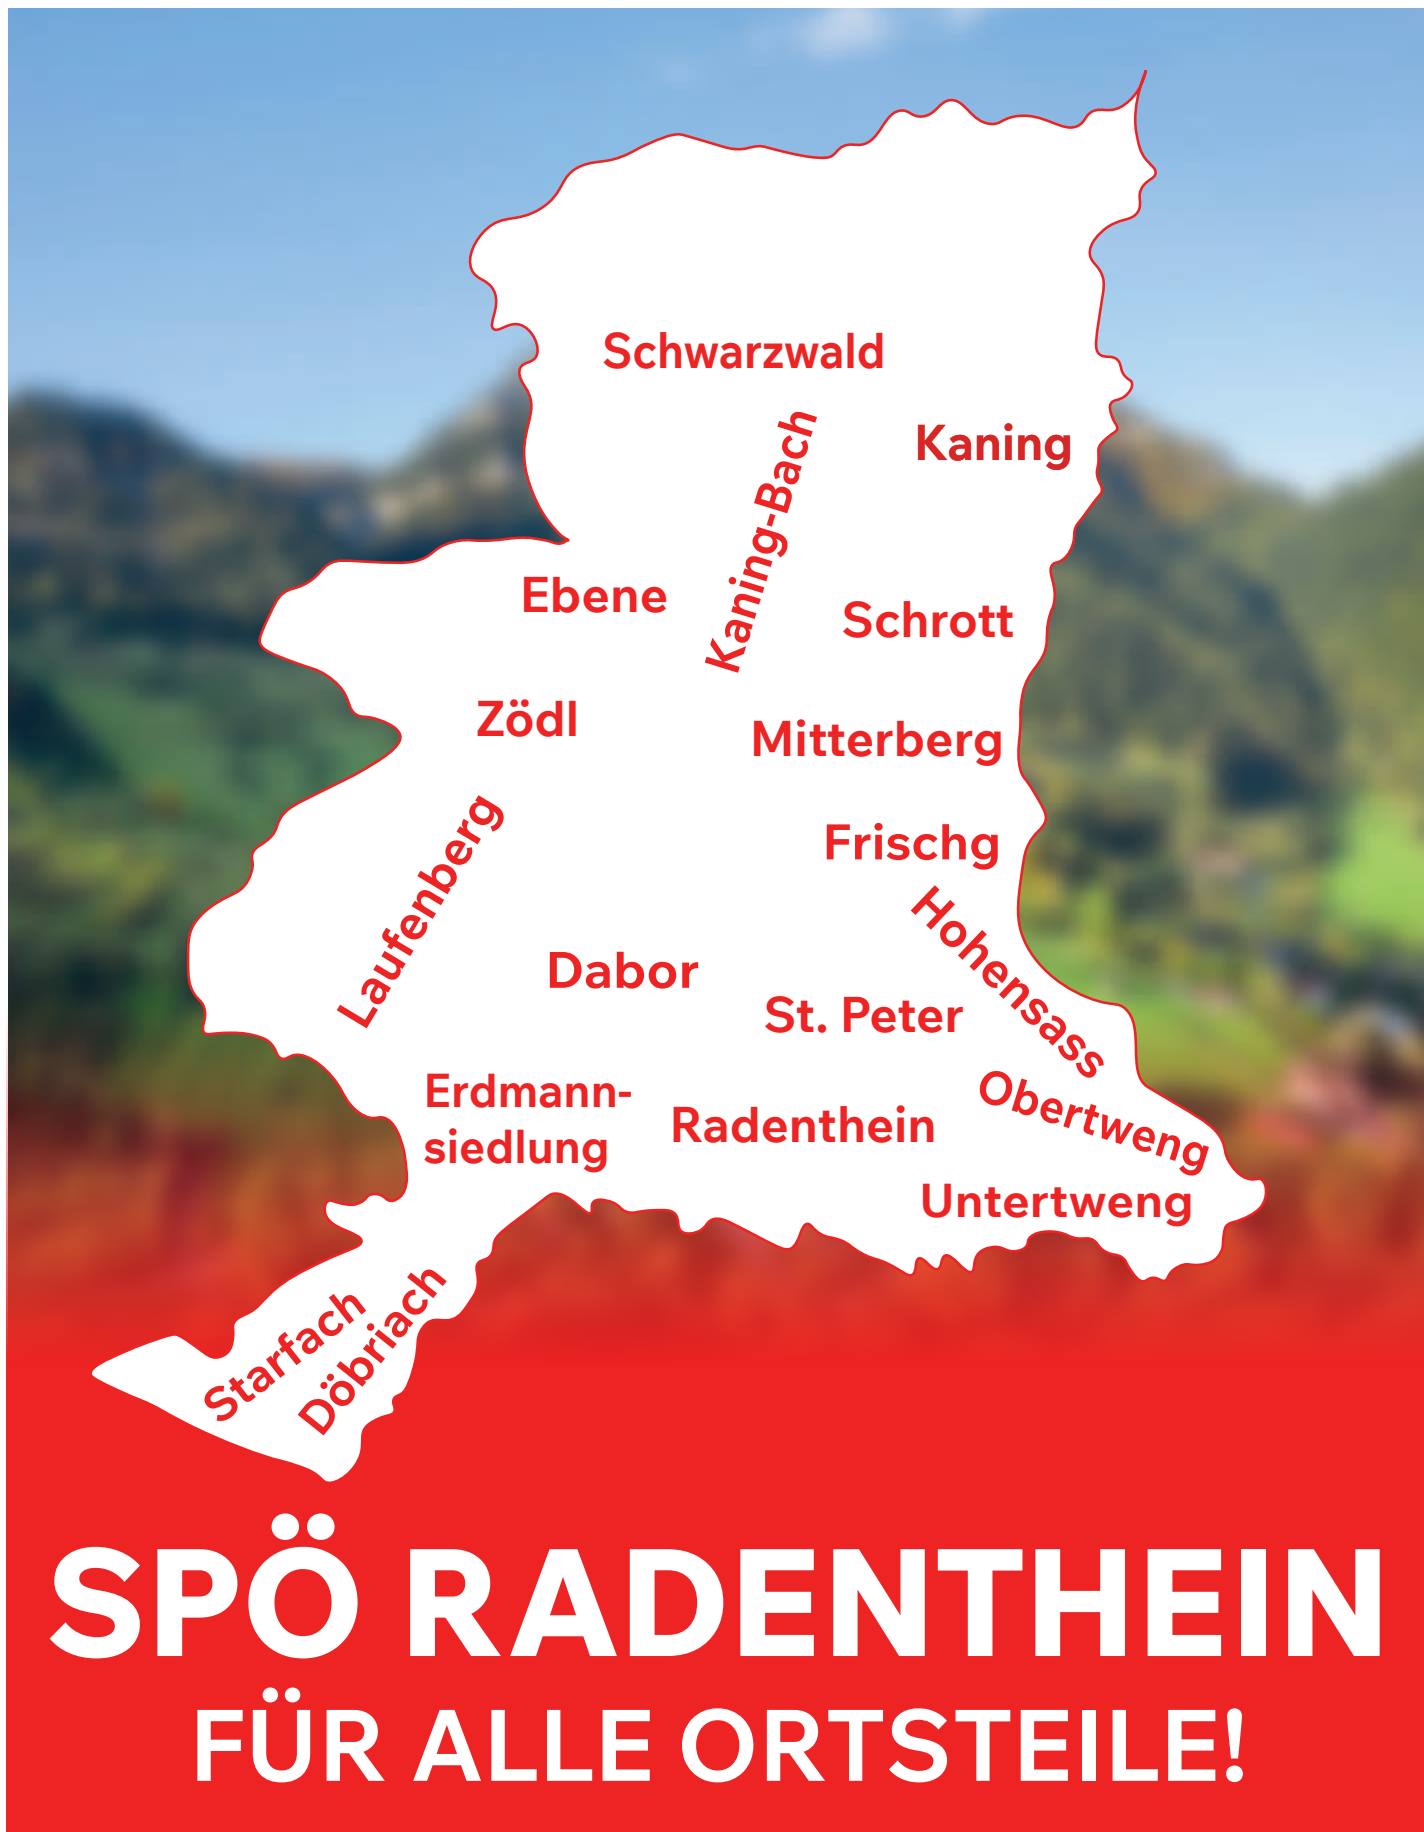 Schwarzwald
Kaning
Kaning-Bach
Ebene
Schrott
Zödl
Mitterberg
Laufenberg
Frischg
Hohensass
Dabor
St. Peter
Erdmann-
siedlung
Radenthein
Obertweng
Untertweng
Starfach
Döbriach
SPÖ RADENTHEIN
FÜR ALLE ORTSTEILE!